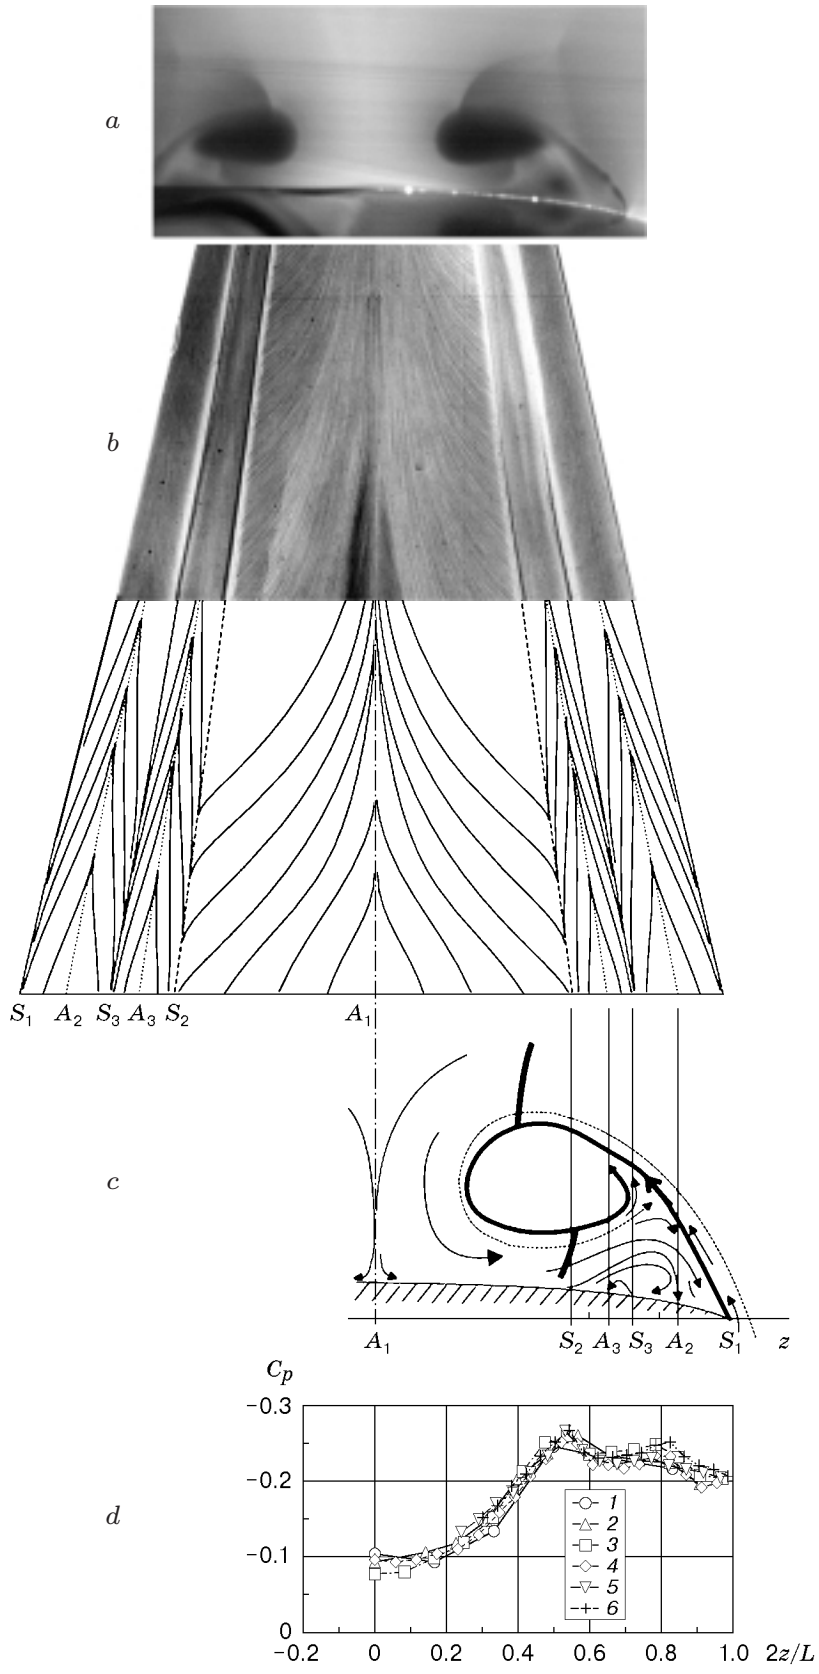 a
b
S₁ A₂ S₃ A₃ S₂ A₁
c
A₁ S₂ A₃ S₃ A₂ S₁ z
Cₚ
−0.3
−0.2
d
−0.1
0
1
2
3
4
5
6
−0.2 0 0.2 0.4 0.6 0.8 1.0 2z/L